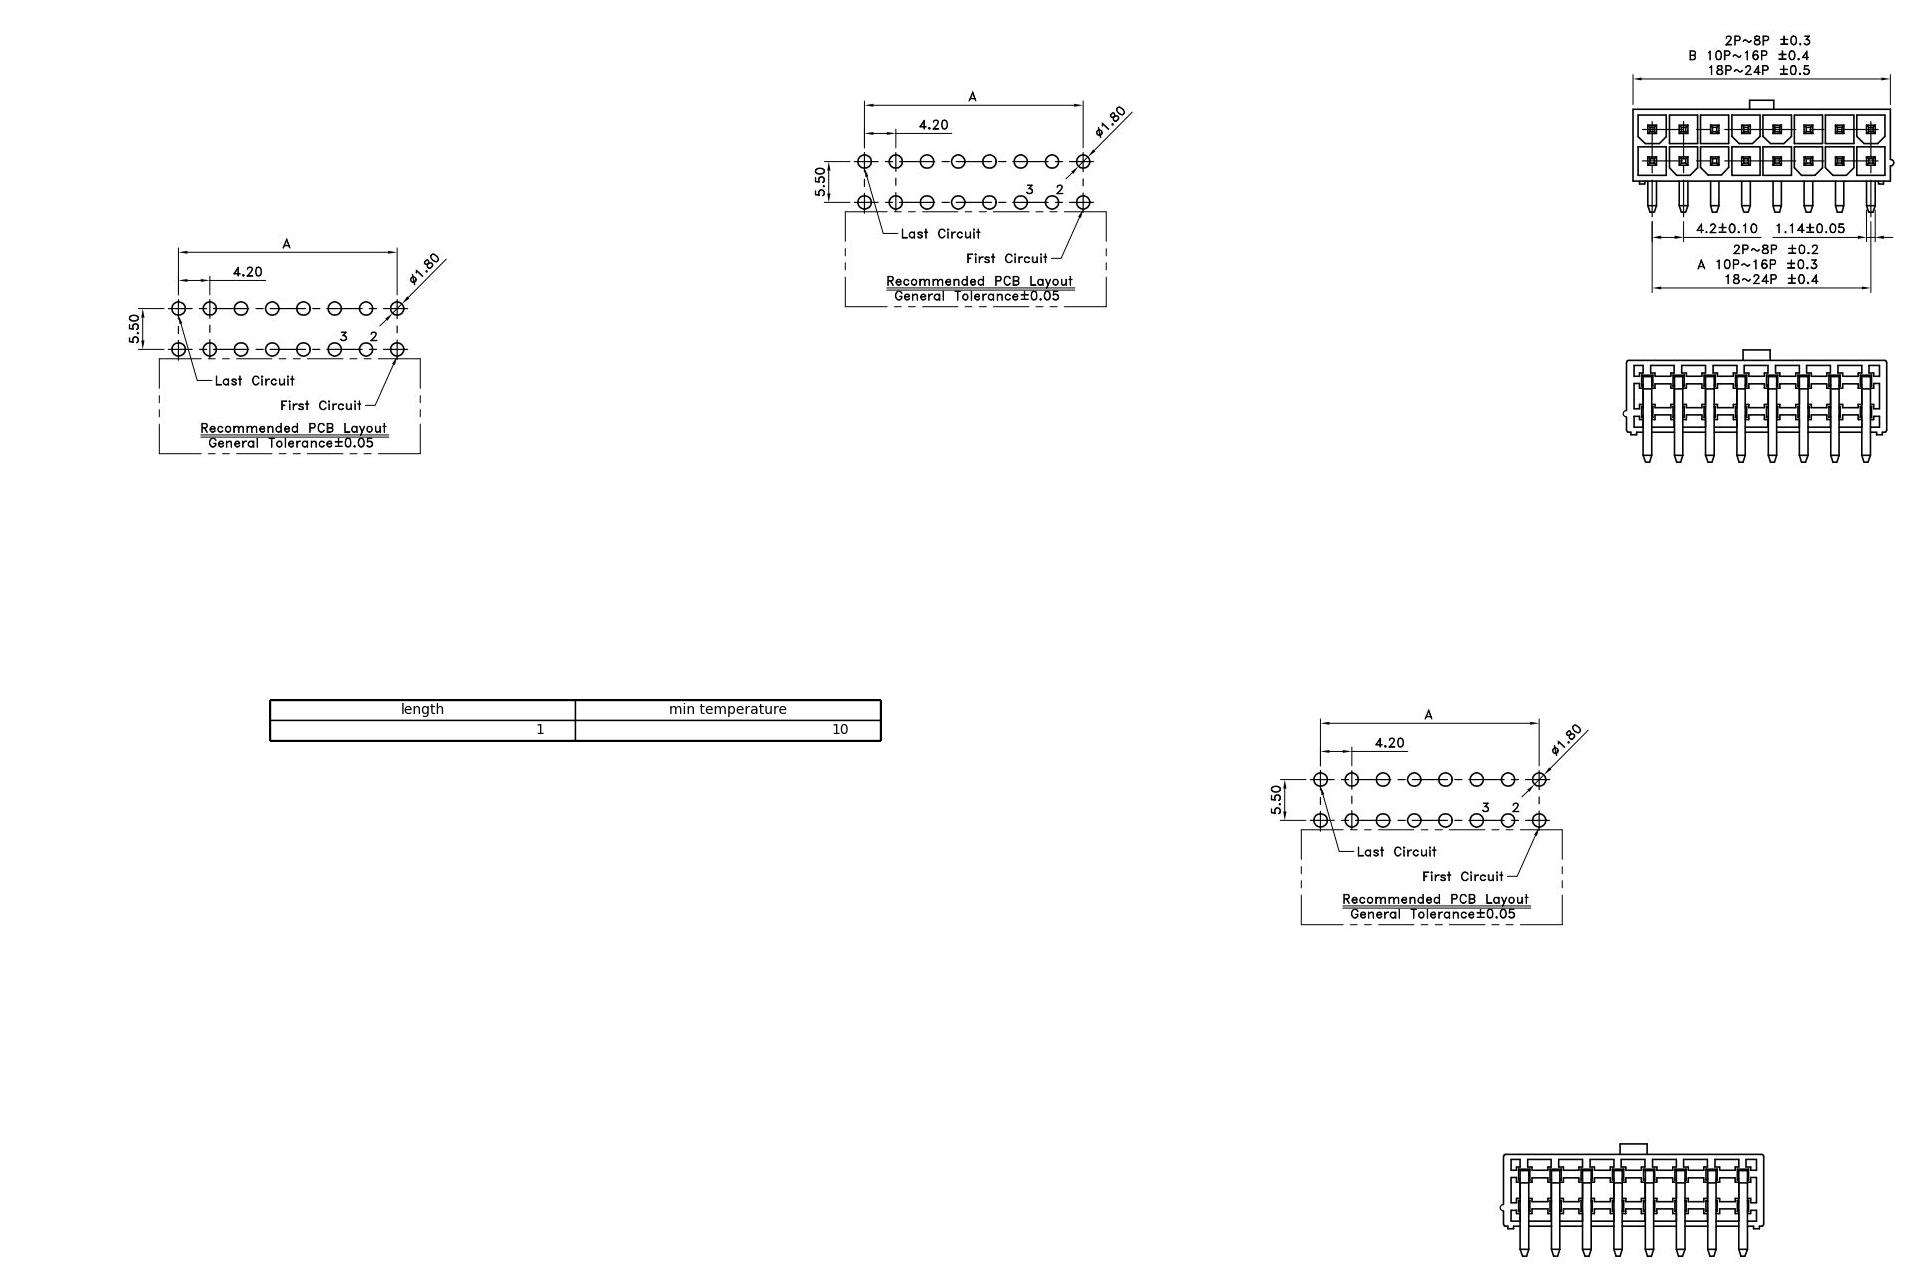 2P~8P ±0.3
B 10P~16P ±0.4
18P~24P ±0.5
4.2±0.10 1.14±0.05
2P~8P ±0.2
A 10P~16P ±0.3
18~24P ±0.4
A
4.20
ø1.80
5.50
3 2
Last Circuit
First Circuit
Recommended PCB Layout
General Tolerance±0.05
A
4.20
ø1.80
5.50
3 2
Last Circuit
First Circuit
Recommended PCB Layout
General Tolerance±0.05
length min temperature
1 10
A
4.20
ø1.80
5.50
3 2
Last Circuit
First Circuit
Recommended PCB Layout
General Tolerance±0.05